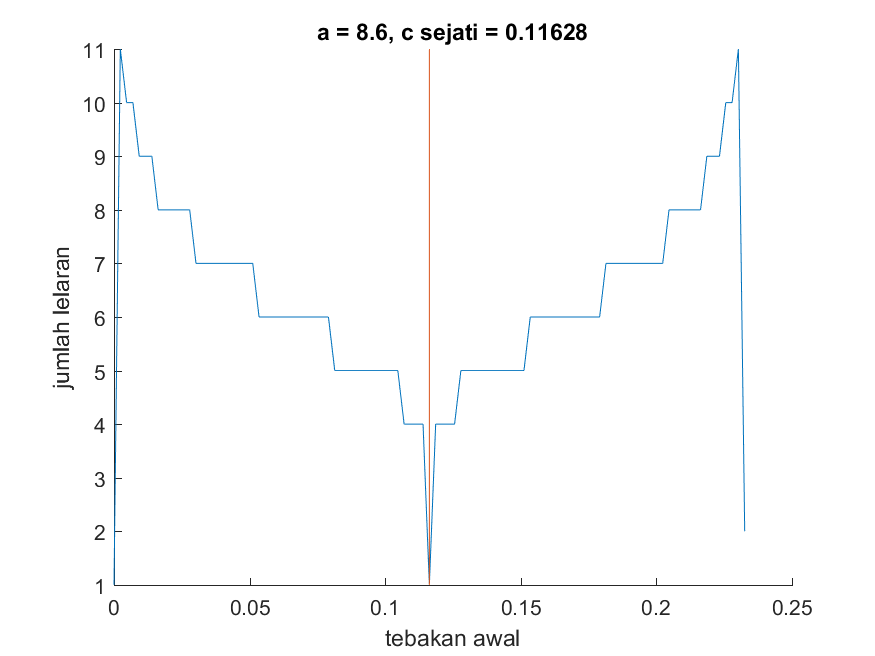 a = 8.6, c sejati = 0.11628
11
10
9
8
7
6
5
4
3
2
1
jumlah lelaran
0 0.05 0.1 0.15 0.2 0.25
tebakan awal